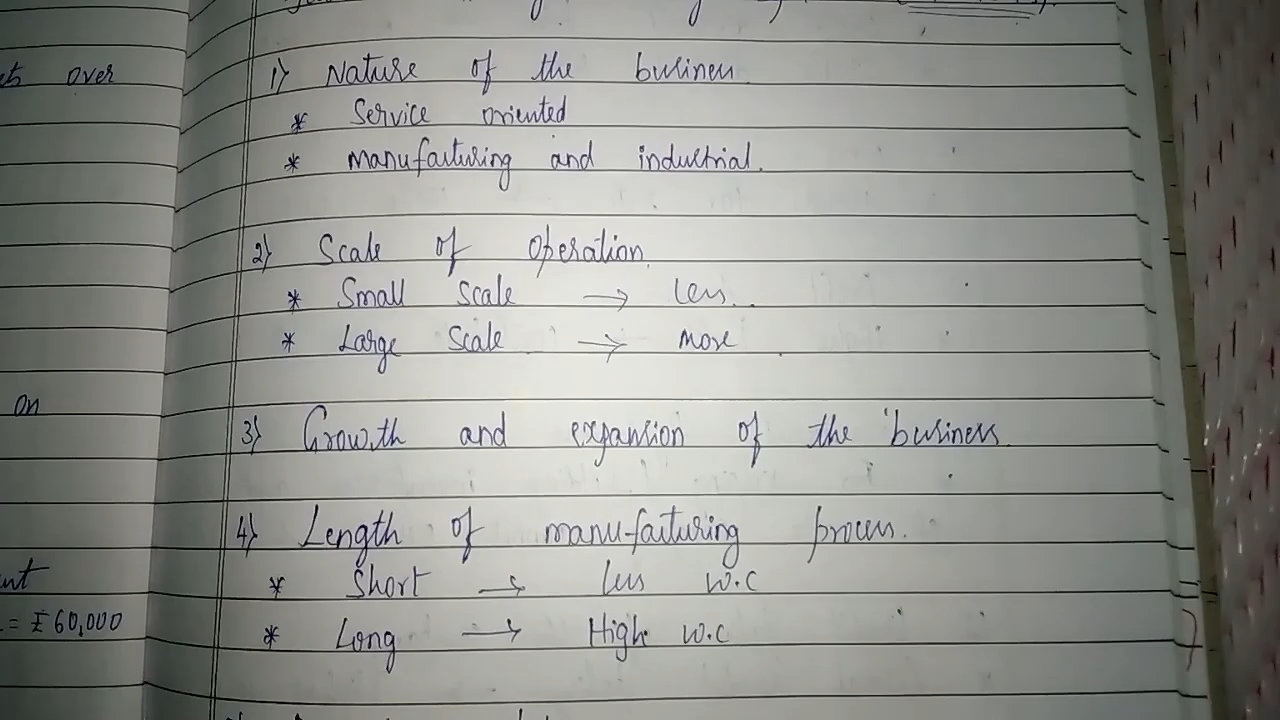 over
1) Nature of the business
* Service oriented
* manufacturing and industrial.
2) Scale of operation.
* Small scale → less.
* Large scale → more
on
3) Growth and expansion of the business.
4) Length of manufacturing process.
* Short → less w.c
* Long → High w.c
= ₹60,000